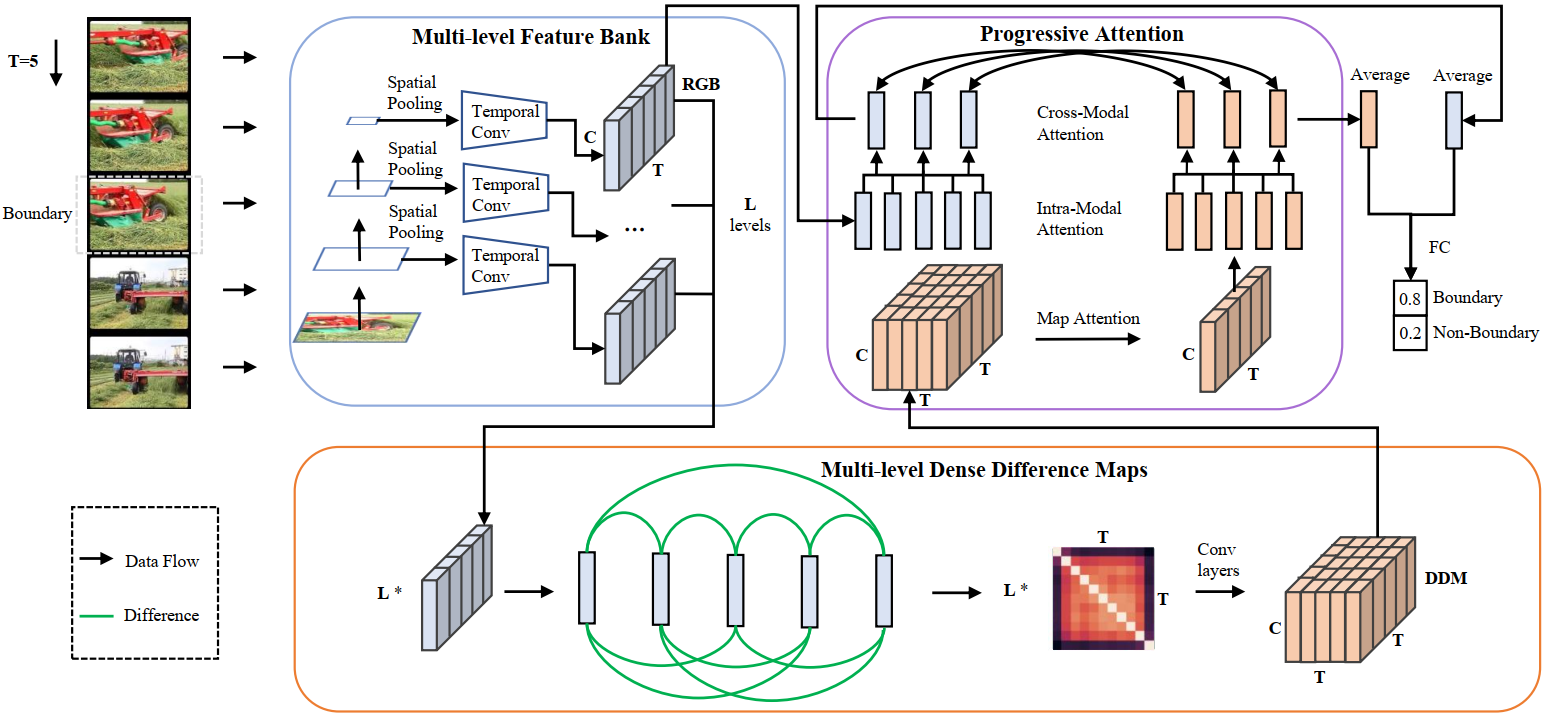 T=5
Boundary
Multi-level Feature Bank
Spatial
Pooling
Temporal
Conv
Spatial
Pooling
Temporal
Conv
Spatial
Pooling
Temporal
Conv
RGB
C
T
...
L
levels
Progressive Attention
Cross-Modal
Attention
Intra-Modal
Attention
C
T
T
Map Attention
C
T
Average
Average
FC
0.8 Boundary
0.2 Non-Boundary
Multi-level Dense Difference Maps
L *
L *
T
T
Conv
layers
DDM
C
T
T
Data Flow
Difference